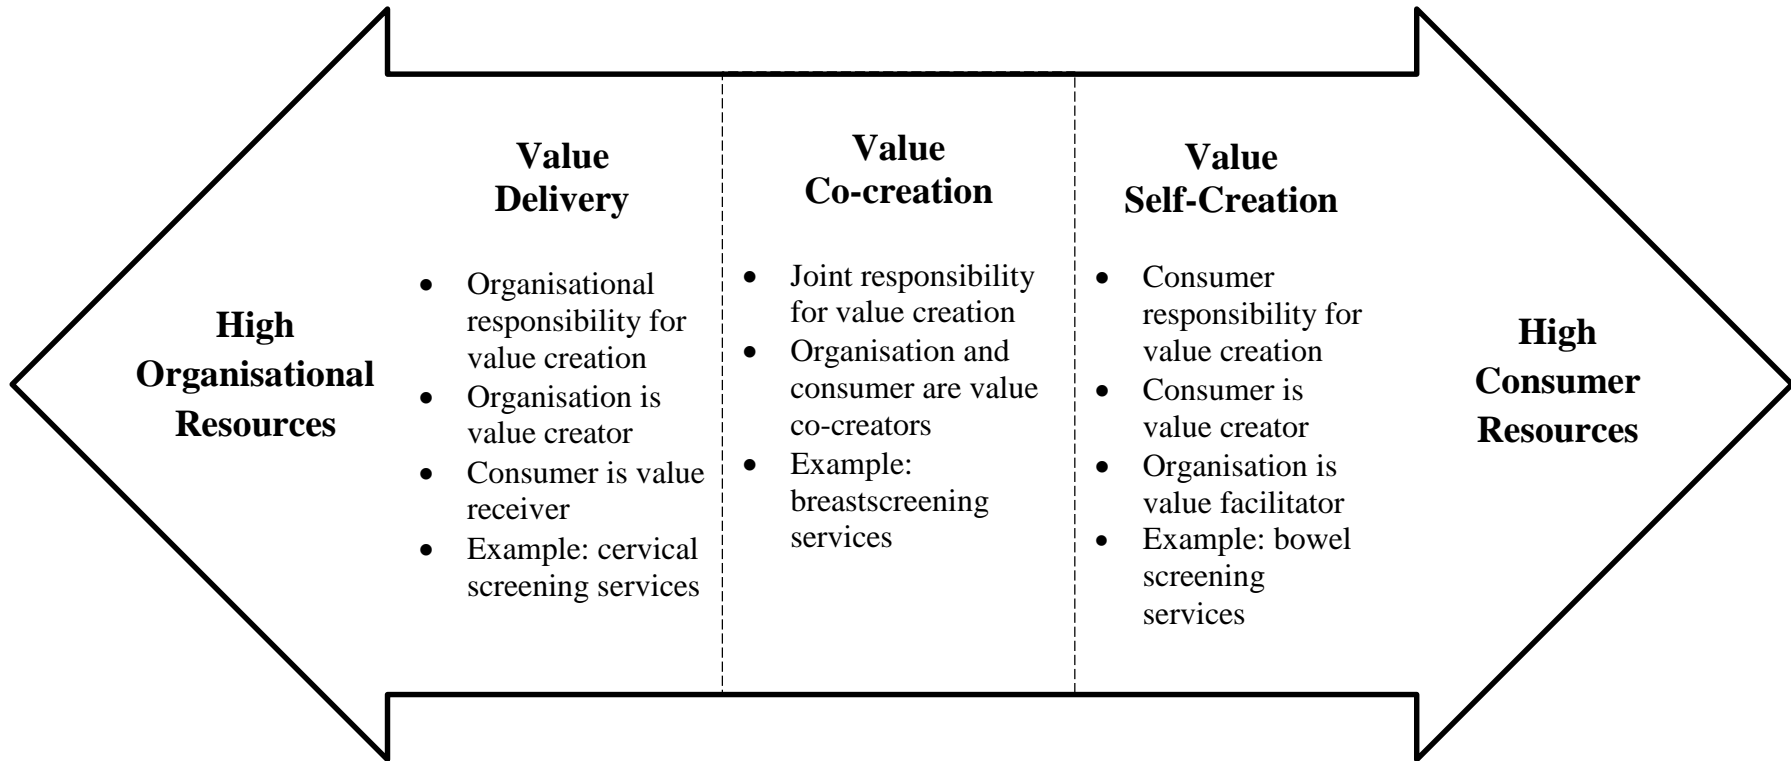 High
Organisational
Resources
Value
Delivery
• Organisational
responsibility for
value creation
• Organisation is
value creator
• Consumer is value
receiver
• Example: cervical
screening services
Value
Co-creation
• Joint responsibility
for value creation
• Organisation and
consumer are value
co-creators
• Example:
breastscreening
services
Value
Self-Creation
• Consumer
responsibility for
value creation
• Consumer is
value creator
• Organisation is
value facilitator
• Example: bowel
screening
services
High
Consumer
Resources